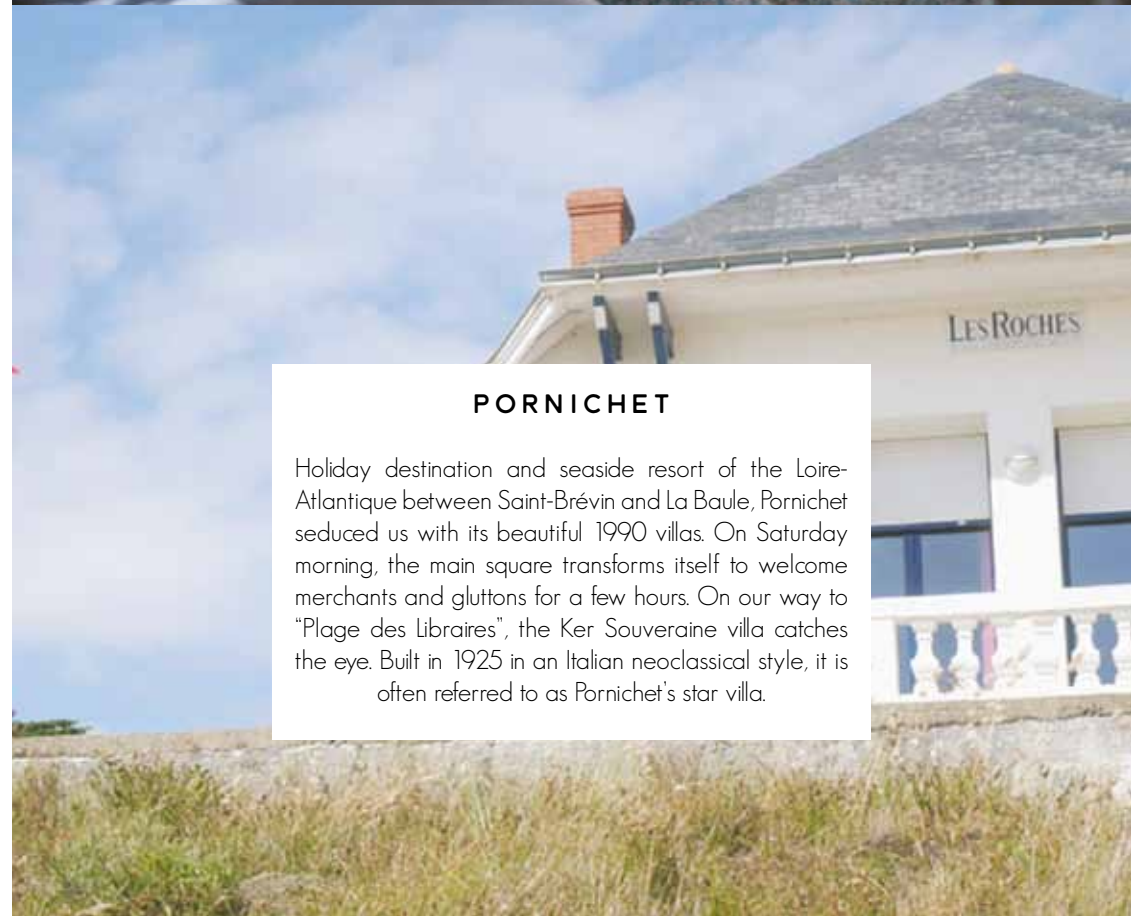 LES ROCHES
PORNICHET
Holiday destination and seaside resort of the Loire-
Atlantique between Saint-Brévin and La Baule, Pornichet
seduced us with its beautiful 1990 villas. On Saturday
morning, the main square transforms itself to welcome
merchants and gluttons for a few hours. On our way to
“Plage des Libraires”, the Ker Souveraine villa catches
the eye. Built in 1925 in an Italian neoclassical style, it is
often referred to as Pornichet's star villa.